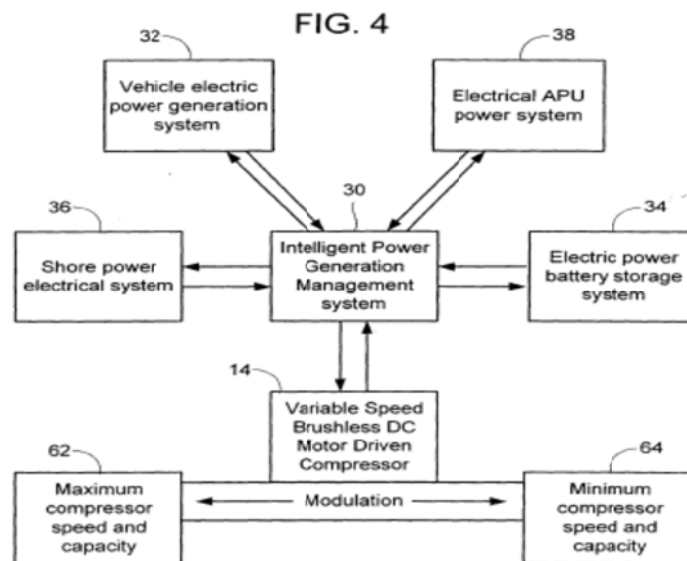 FIG. 4
32
38
Vehicle electric
power generation
system
Electrical APU
power system
36
30
34
Shore power
electrical system
Intelligent Power
Generation
Management
system
Electric power
battery storage
system
14
Variable Speed
Brushless DC
Motor Driven
Compressor
62
64
Maximum
compressor
speed and
capacity
Modulation
Minimum
compressor
speed and
capacity